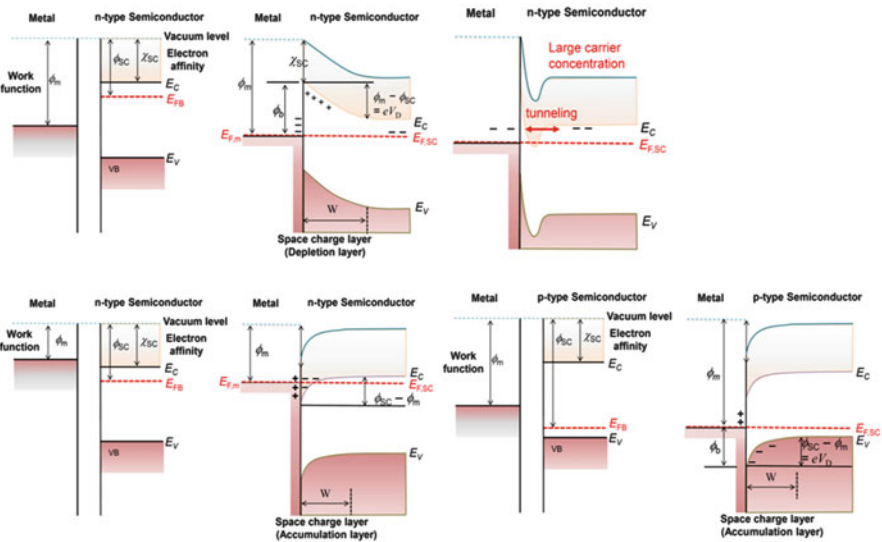 Metal n-type Semiconductor
Vacuum level
Electron affinity
Work function
ϕm
ϕSC
χSC
EC
EFB
EV
VB
Metal n-type Semiconductor
χSC
ϕm
ϕb
ϕm − ϕSC
= eVD
EC
EF,m
EF,SC
EV
W
Space charge layer
(Depletion layer)
Metal n-type Semiconductor
Large carrier
concentration
tunneling
EC
EF,SC
EV
Metal n-type Semiconductor
Vacuum level
Electron affinity
Work
function
ϕm
ϕSC
χSC
EC
EFB
EV
VB
Metal n-type Semiconductor
ϕm
EC
EF,m
EF,SC
ϕSC − ϕm
EV
W
Space charge layer
(Accumulation layer)
Metal p-type Semiconductor
Vacuum level
Electron
affinity
Work
function
ϕm
ϕSC
χSC
EC
EFB
EV
VB
Metal p-type Semiconductor
ϕm
EC
EF,SC
EV
ϕb
ϕSC − ϕm
= eVD
W
Space charge layer
(Accumulation layer)